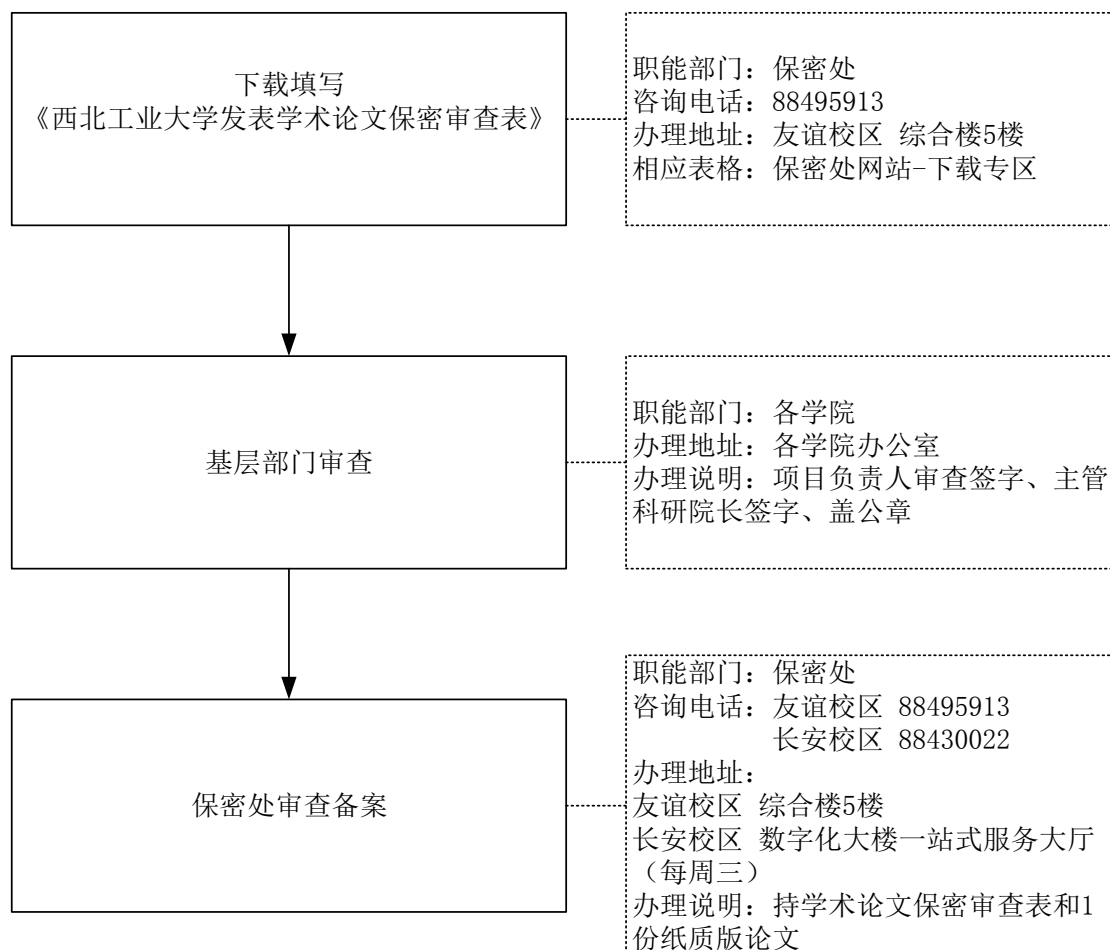 下载填写
《西北工业大学发表学术论文保密审查表》
职能部门：保密处
咨询电话：88495913
办理地址：友谊校区 综合楼5楼
相应表格：保密处网站-下载专区
基层部门审查
职能部门：各学院
办理地址：各学院办公室
办理说明：项目负责人审查签字、主管
科研院长签字、盖公章
保密处审查备案
职能部门：保密处
咨询电话：友谊校区 88495913
长安校区 88430022
办理地址：
友谊校区 综合楼5楼
长安校区 数字化大楼一站式服务大厅
（每周三）
办理说明：持学术论文保密审查表和1
份纸质版论文